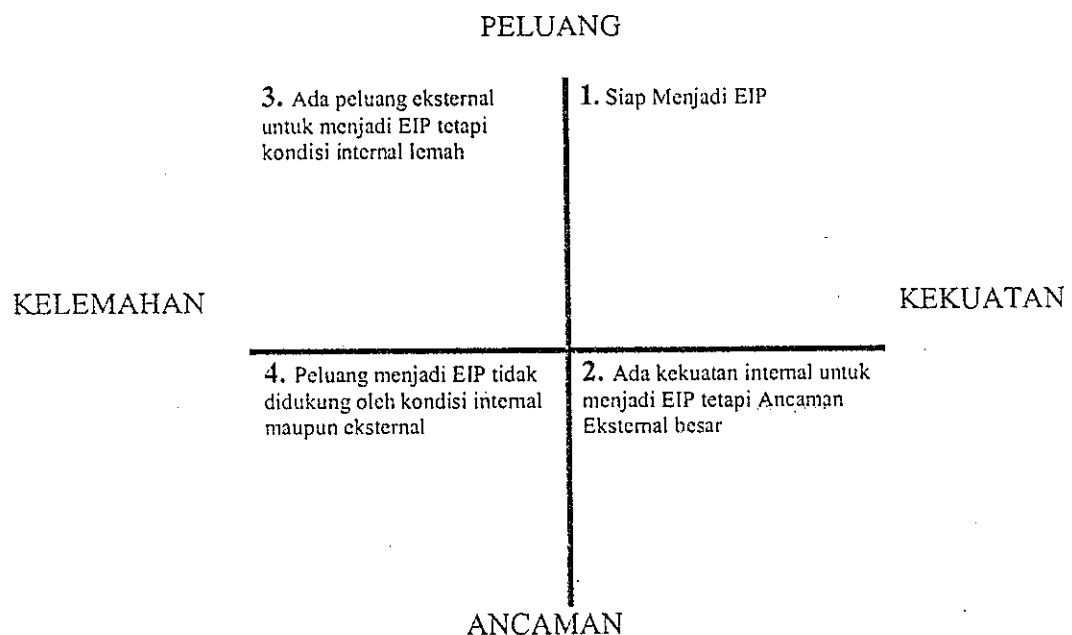 PELUANG
3. Ada peluang eksternal
untuk menjadi EIP tetapi
kondisi internal lemah
1. Siap Menjadi EIP
KELEMAHAN
KEKUATAN
4. Peluang menjadi EIP tidak
didukung oleh kondisi internal
maupun eksternal
2. Ada kekuatan internal untuk
menjadi EIP tetapi Ancaman
Eksternal besar
ANCAMAN